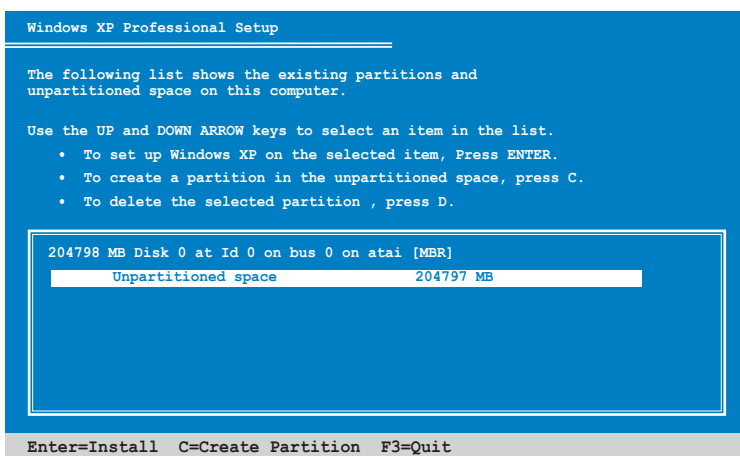 Windows XP Professional Setup
The following list shows the existing partitions and
unpartitioned space on this computer.
Use the UP and DOWN ARROW keys to select an item in the list.
• To set up Windows XP on the selected item, Press ENTER.
• To create a partition in the unpartitioned space, press C.
• To delete the selected partition , press D.
204798 MB Disk 0 at Id 0 on bus 0 on atai [MBR]
Unpartitioned space 204797 MB
Enter=Install C=Create Partition F3=Quit